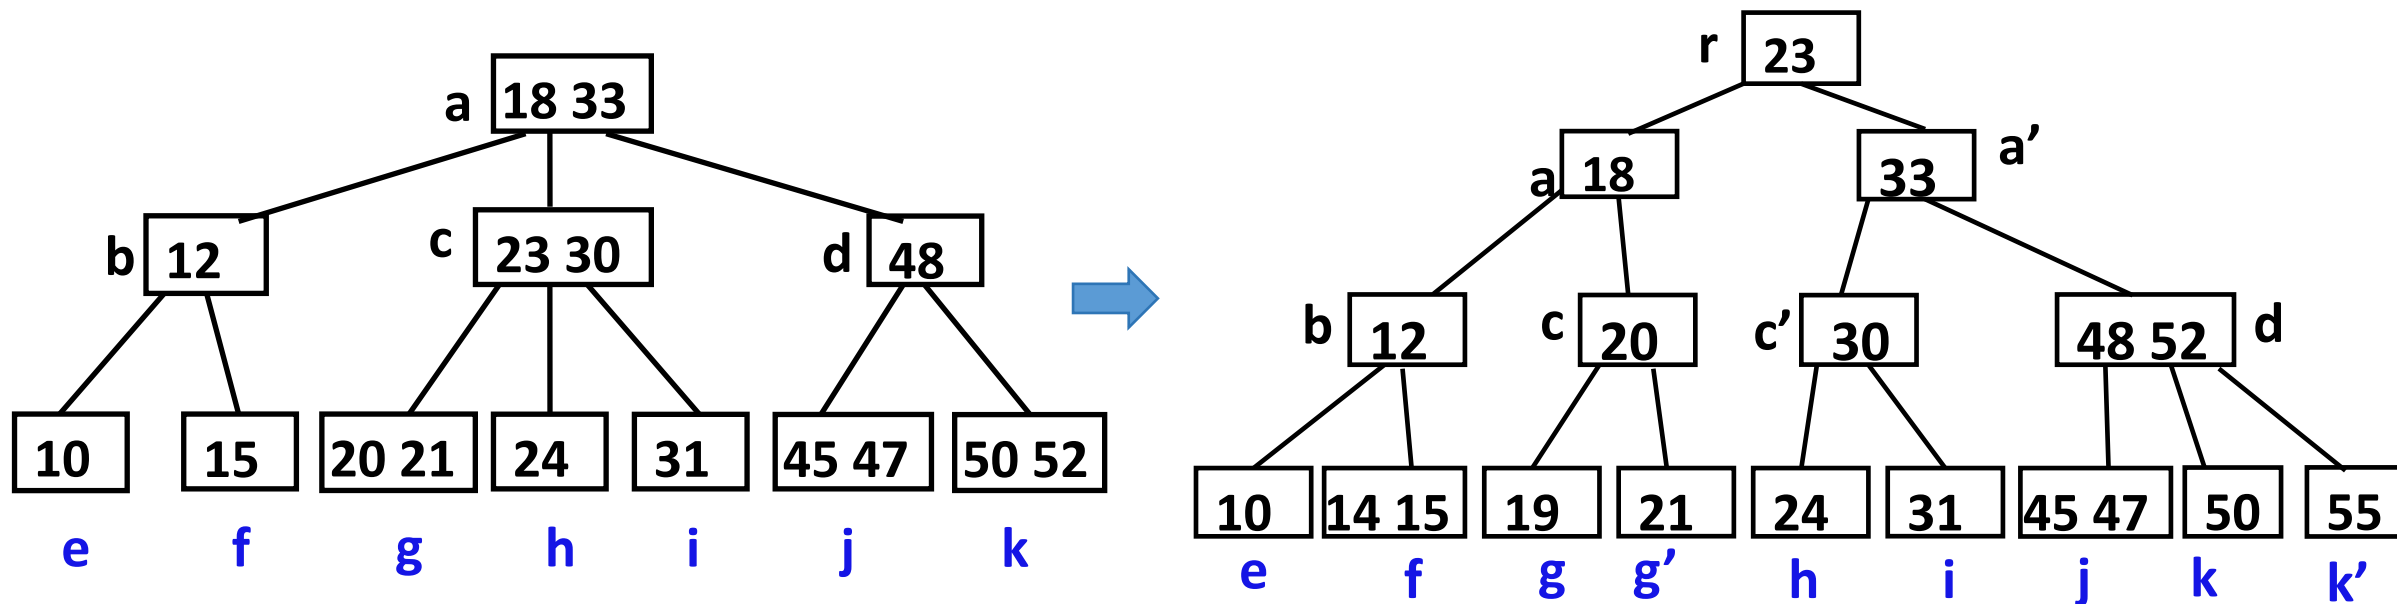 a 18 33
b 12 c 23 30 d 48
10 15 20 21 24 31 45 47 50 52
e f g h i j k
r 23
a 18 33 a’
b 12 c 20 c’ 30 48 52 d
10 14 15 19 21 24 31 45 47 50 55
e f g g’ h i j k k’